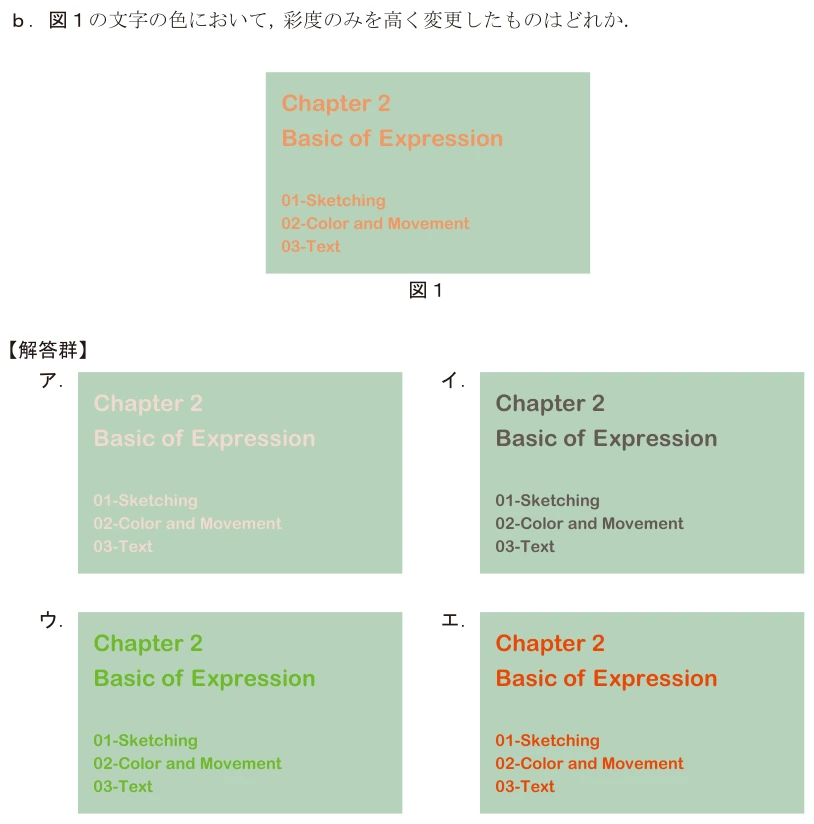 b．図1の文字の色において，彩度のみを高く変更したものはどれか．
Chapter 2
Basic of Expression
01-Sketching
02-Color and Movement
03-Text
図1
【解答群】
ア．
Chapter 2
Basic of Expression
01-Sketching
02-Color and Movement
03-Text
イ．
Chapter 2
Basic of Expression
01-Sketching
02-Color and Movement
03-Text
ウ．
Chapter 2
Basic of Expression
01-Sketching
02-Color and Movement
03-Text
エ．
Chapter 2
Basic of Expression
01-Sketching
02-Color and Movement
03-Text